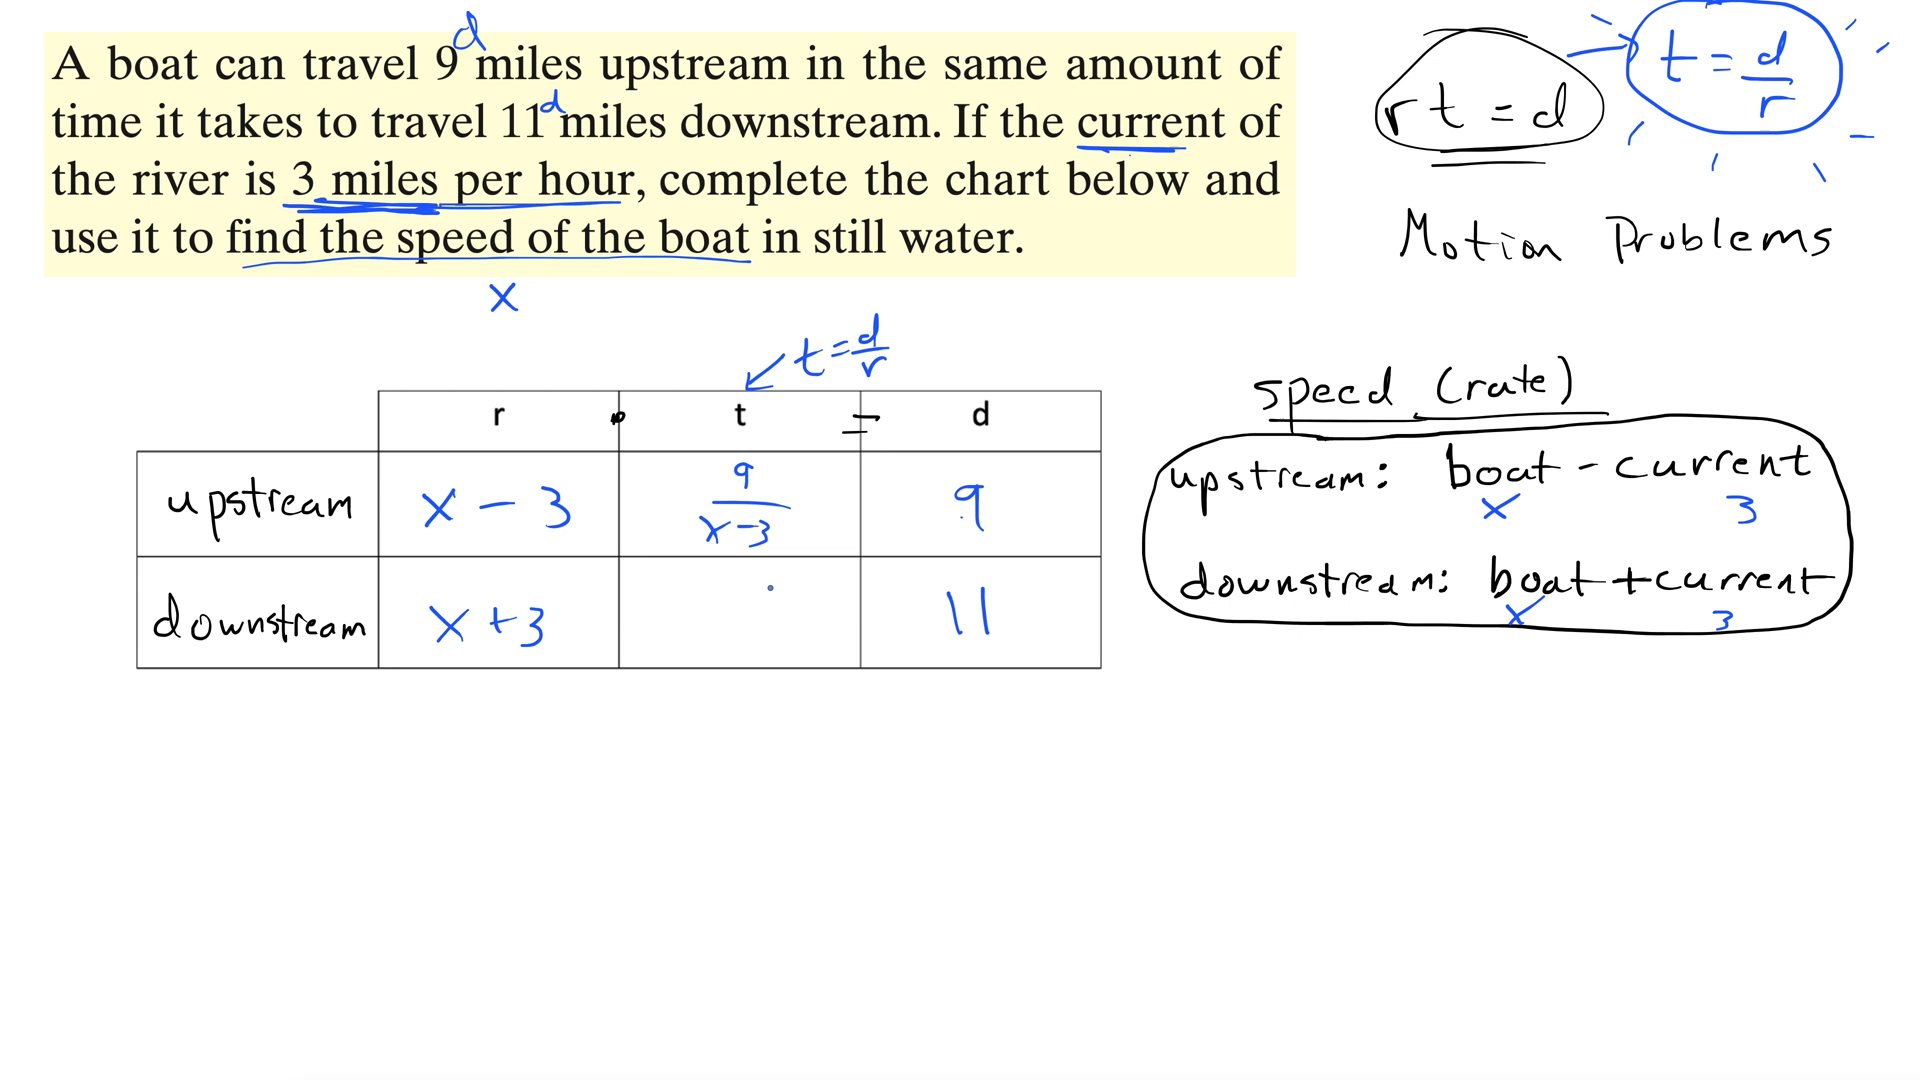 A boat can travel 9 miles upstream in the same amount of
d
time it takes to travel 11 miles downstream. If the current of
d
the river is 3 miles per hour, complete the chart below and
use it to find the speed of the boat in still water.
x
rt = d
t = d/r
Motion Problems
t = d/r
r • t = d
upstream x - 3 9/(x-3) 9
downstream x + 3 11
speed (rate)
upstream: boat - current
x 3
downstream: boat + current
x 3